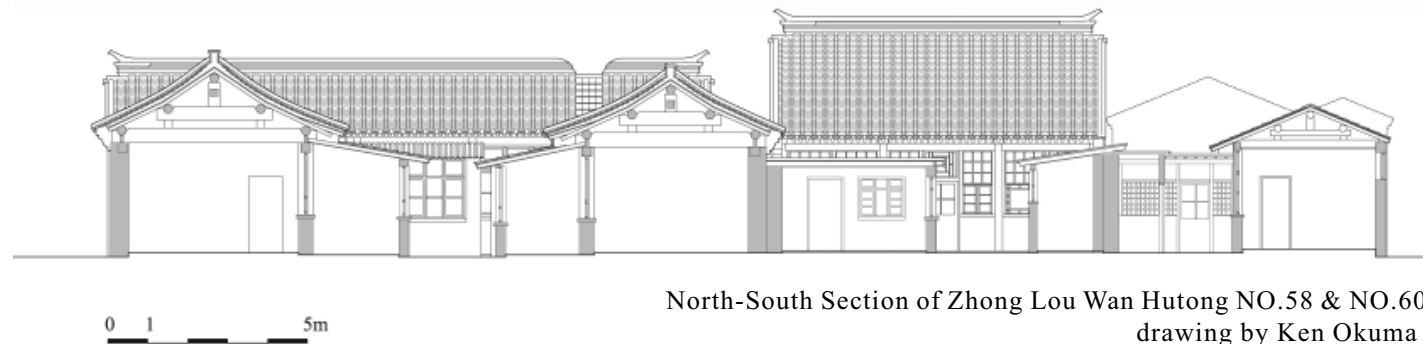 North-South Section of Zhong Lou Wan Hutong NO.58 & NO.60
drawing by Ken Okuma
0 1 5m